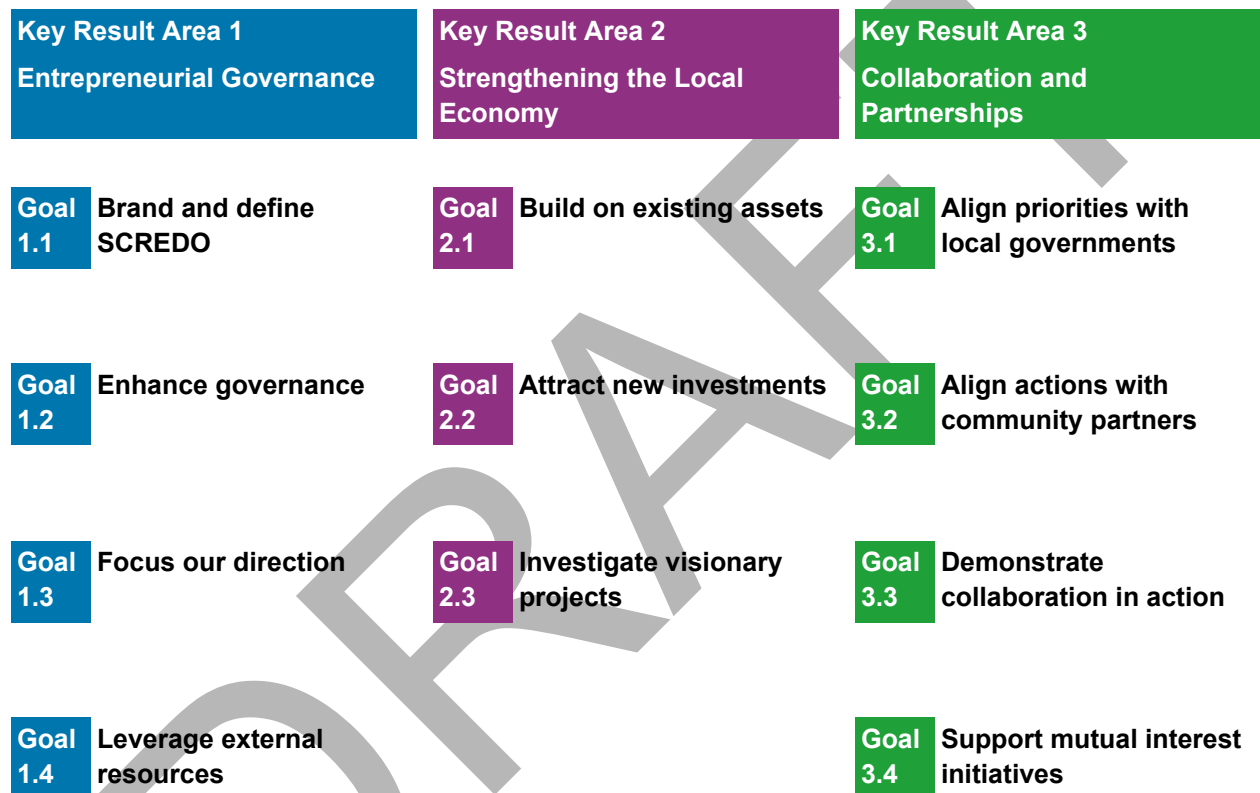 Key Result Area 1
Entrepreneurial Governance
Key Result Area 2
Strengthening the Local
Economy
Key Result Area 3
Collaboration and
Partnerships
Goal
1.1
Brand and define
SCREDO
Goal
2.1
Build on existing assets
Goal
3.1
Align priorities with
local governments
Goal
1.2
Enhance governance
Goal
2.2
Attract new investments
Goal
3.2
Align actions with
community partners
Goal
1.3
Focus our direction
Goal
2.3
Investigate visionary
projects
Goal
3.3
Demonstrate
collaboration in action
Goal
1.4
Leverage external
resources
Goal
3.4
Support mutual interest
initiatives
DRAFT